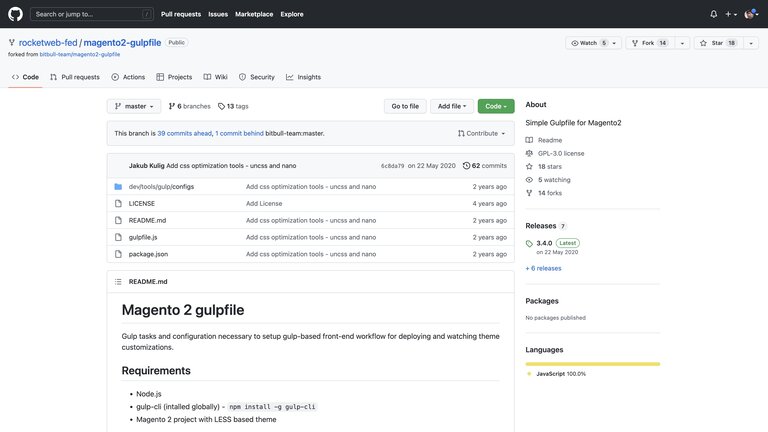 Search or jump to... / Pull requests Issues Marketplace Explore
rocketweb-fed / magento2-gulpfile Public Watch 5 Fork 14 Star 18
forked from bitbull-team/magento2-gulpfile
Code Pull requests Actions Projects Wiki Security Insights
master 6 branches 13 tags Go to file Add file Code
This branch is 39 commits ahead, 1 commit behind bitbull-team:master. Contribute
Jakub Kulig Add css optimization tools - uncss and nano 6c8da79 on 22 May 2020 62 commits
dev/tools/gulp/configs Add css optimization tools - uncss and nano 2 years ago
LICENSE Add License 4 years ago
README.md Add css optimization tools - uncss and nano 2 years ago
gulpfile.js Add css optimization tools - uncss and nano 2 years ago
package.json Add css optimization tools - uncss and nano 2 years ago
README.md
Magento 2 gulpfile
Gulp tasks and configuration necessary to setup gulp-based front-end workflow for deploying and watching theme
customizations.
Requirements
• Node.js
• gulp-cli (intalled globally) - npm install -g gulp-cli
• Magento 2 project with LESS based theme
About
Simple Gulpfile for Magento2
Readme
GPL-3.0 license
18 stars
5 watching
14 forks
Releases 7
3.4.0 Latest
on 22 May 2020
+ 6 releases
Packages
No packages published
Languages
JavaScript 100.0%